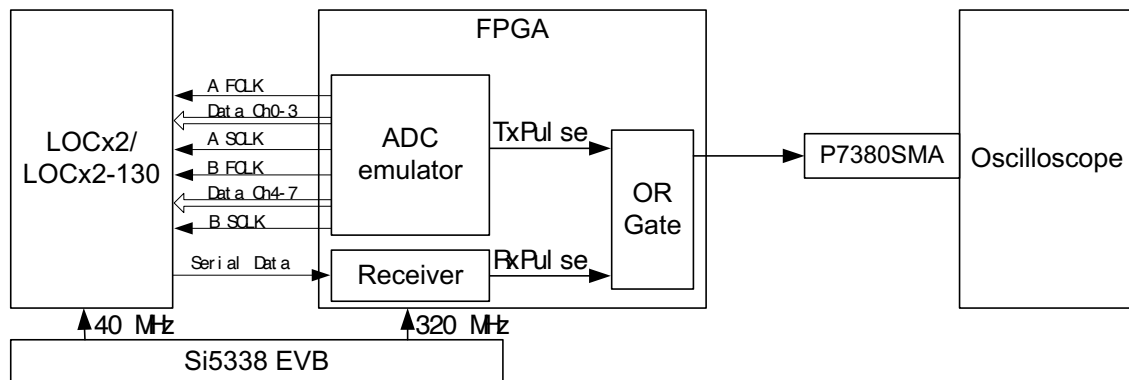 FPGA
LOCx2/
LOCx2-130
A FCLK
Data Ch0-3
A SCLK
B FCLK
Data Ch4-7
B SCLK
Serial Data
ADC
emulator
TxPulse
Receiver
RxPulse
OR
Gate
P7380SMA
Oscilloscope
40 MHz
320 MHz
Si5338 EVB